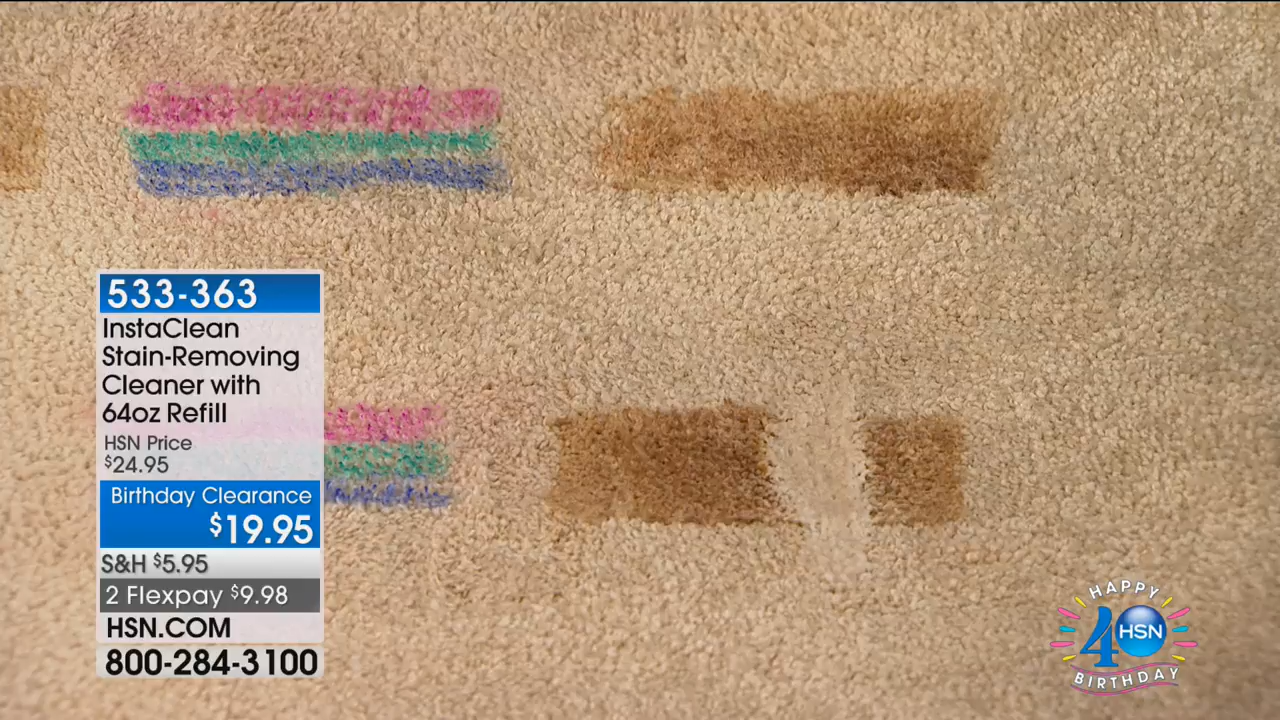 533-363
InstaClean
Stain-Removing
Cleaner with
64oz Refill
HSN Price
$24.95
Birthday Clearance
$19.95
S&H $5.95
2 Flexpay $9.98
HSN.COM
800-284-3100
HAPPY
40 HSN
BIRTHDAY